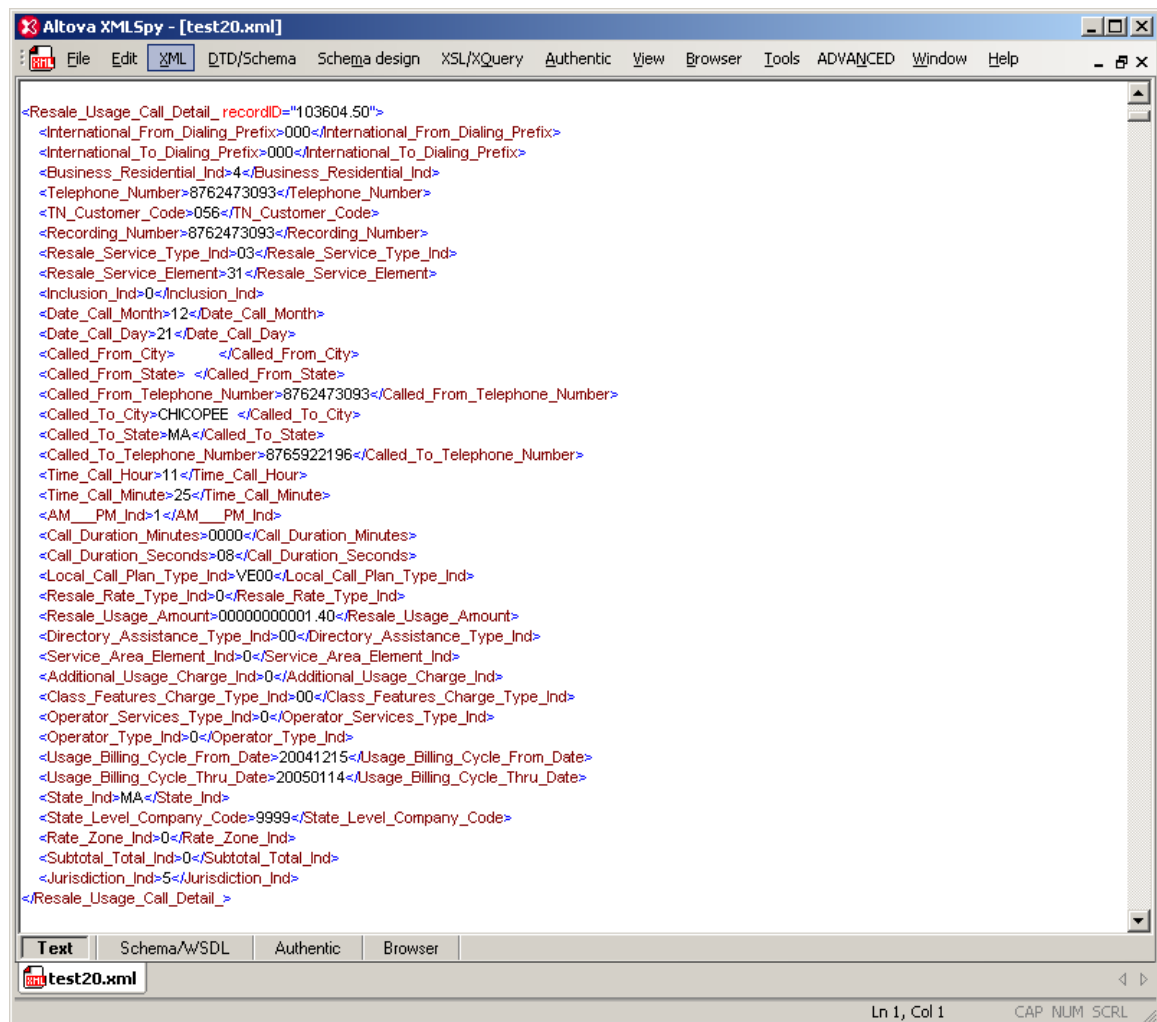 Altova XMLSpy - [test20.xml]
File Edit XML DTD/Schema Schema design XSL/XQuery Authentic View Browser Tools ADVANCED Window Help
<Resale_Usage_Call_Detail_ recordID="103604.50">
<International_From_Dialing_Prefix>000</International_From_Dialing_Prefix>
<International_To_Dialing_Prefix>000</International_To_Dialing_Prefix>
<Business_Residential_Ind>4</Business_Residential_Ind>
<Telephone_Number>8762473093</Telephone_Number>
<TN_Customer_Code>056</TN_Customer_Code>
<Recording_Number>8762473093</Recording_Number>
<Resale_Service_Type_Ind>03</Resale_Service_Type_Ind>
<Resale_Service_Element>31</Resale_Service_Element>
<Inclusion_Ind>0</Inclusion_Ind>
<Date_Call_Month>12</Date_Call_Month>
<Date_Call_Day>21</Date_Call_Day>
<Called_From_City>        </Called_From_City>
<Called_From_State>  </Called_From_State>
<Called_From_Telephone_Number>8762473093</Called_From_Telephone_Number>
<Called_To_City>CHICOPEE  </Called_To_City>
<Called_To_State>MA</Called_To_State>
<Called_To_Telephone_Number>8765922196</Called_To_Telephone_Number>
<Time_Call_Hour>11</Time_Call_Hour>
<Time_Call_Minute>25</Time_Call_Minute>
<AM___PM_Ind>1</AM___PM_Ind>
<Call_Duration_Minutes>0000</Call_Duration_Minutes>
<Call_Duration_Seconds>08</Call_Duration_Seconds>
<Local_Call_Plan_Type_Ind>VE00</Local_Call_Plan_Type_Ind>
<Resale_Rate_Type_Ind>0</Resale_Rate_Type_Ind>
<Resale_Usage_Amount>00000000001.40</Resale_Usage_Amount>
<Directory_Assistance_Type_Ind>00</Directory_Assistance_Type_Ind>
<Service_Area_Element_Ind>0</Service_Area_Element_Ind>
<Additional_Usage_Charge_Ind>0</Additional_Usage_Charge_Ind>
<Class_Features_Charge_Type_Ind>00</Class_Features_Charge_Type_Ind>
<Operator_Services_Type_Ind>0</Operator_Services_Type_Ind>
<Operator_Type_Ind>0</Operator_Type_Ind>
<Usage_Billing_Cycle_From_Date>20041215</Usage_Billing_Cycle_From_Date>
<Usage_Billing_Cycle_Thru_Date>20050114</Usage_Billing_Cycle_Thru_Date>
<State_Ind>MA</State_Ind>
<State_Level_Company_Code>9999</State_Level_Company_Code>
<Rate_Zone_Ind>0</Rate_Zone_Ind>
<Subtotal_Total_Ind>0</Subtotal_Total_Ind>
<Jurisdiction_Ind>5</Jurisdiction_Ind>
</Resale_Usage_Call_Detail_>
Text Schema/WSDL Authentic Browser
XML test20.xml
Ln 1, Col 1 CAP NUM SCRL